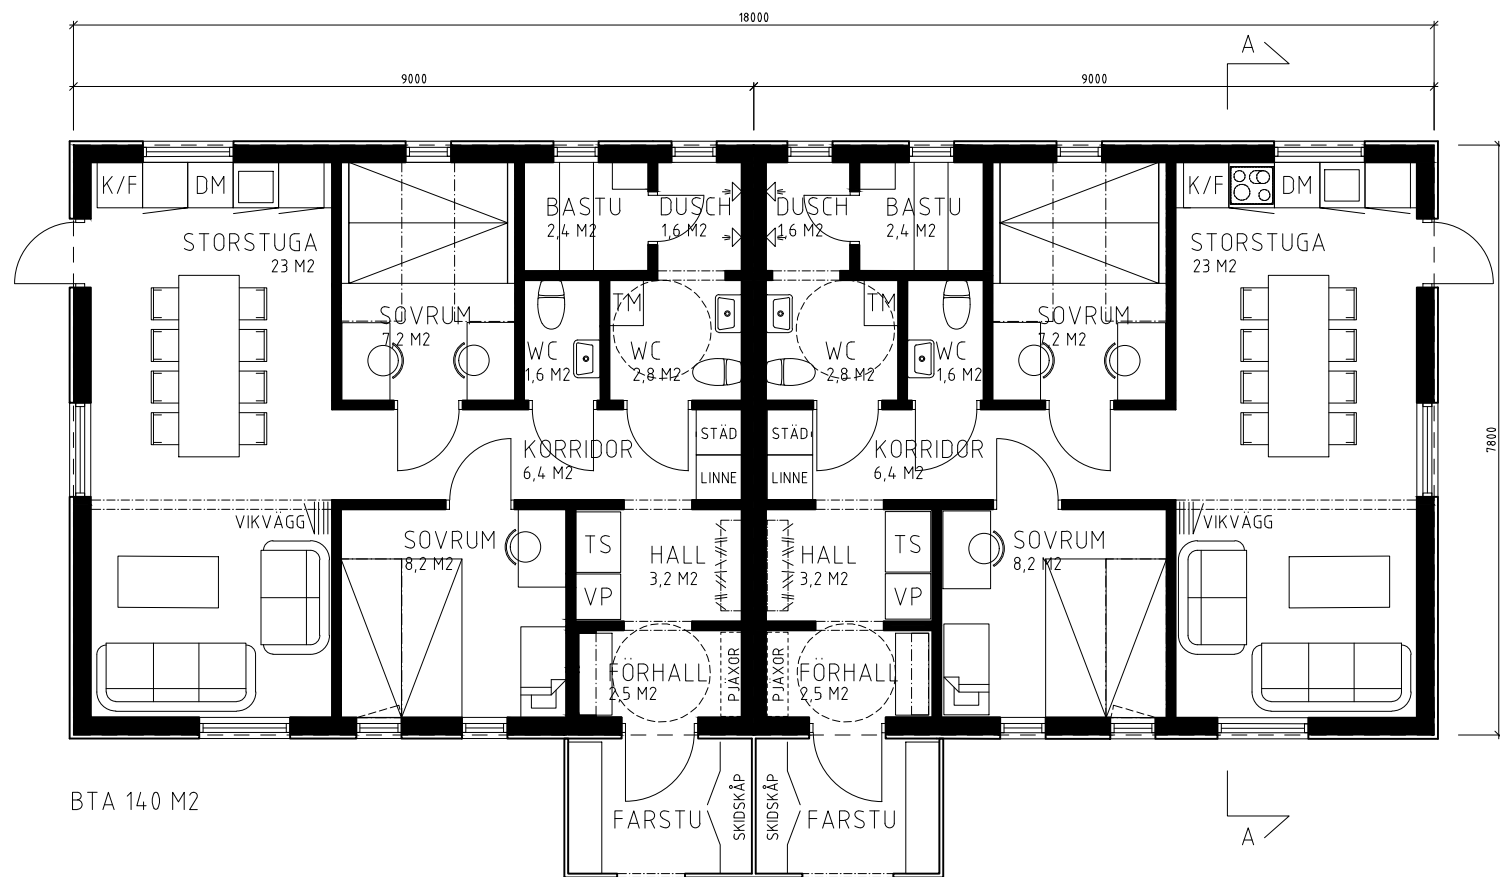 18000
A
9000
9000
K/F
DM
K/F
DM
BASTU
2,4 M2
DUSCH
1,6 M2
DUSCH
1,6 M2
BASTU
2,4 M2
STORSTUGA
23 M2
STORSTUGA
23 M2
SOVRUM
7,2 M2
TM
TM
SOVRUM
7,2 M2
WC
1,6 M2
WC
2,8 M2
WC
2,8 M2
WC
1,6 M2
7800
KORRIDOR
6,4 M2
STÄD
LINNE
STÄD
LINNE
KORRIDOR
6,4 M2
VIKVÄGG
VIKVÄGG
SOVRUM
8,2 M2
TS
VP
HALL
3,2 M2
HALL
3,2 M2
TS
VP
SOVRUM
8,2 M2
FÖRHALL
2,5 M2
PJÄXOR
PJÄXOR
FÖRHALL
2,5 M2
BTA 140 M2
FARSTU
SKIDSKÅP
SKIDSKÅP
FARSTU
A